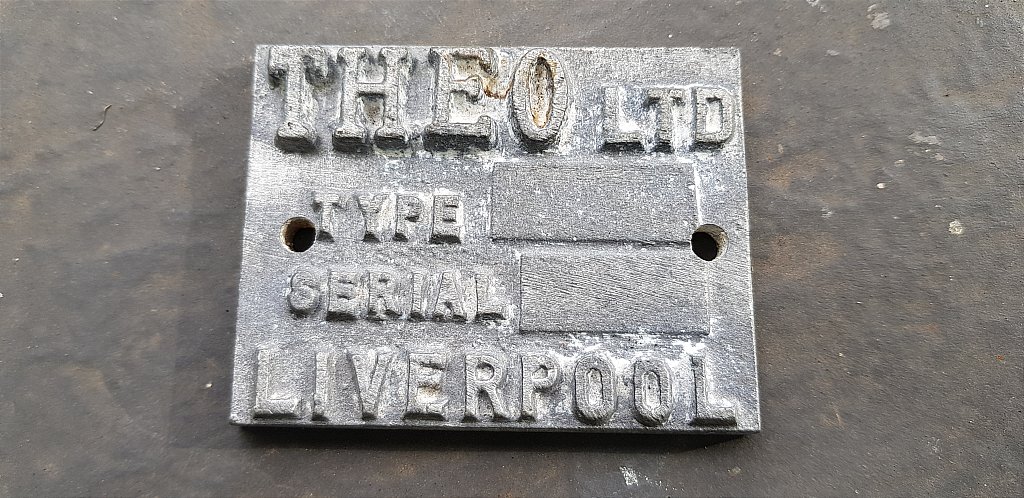 THEO LTD
TYPE
SERIAL
LIVERPOOL